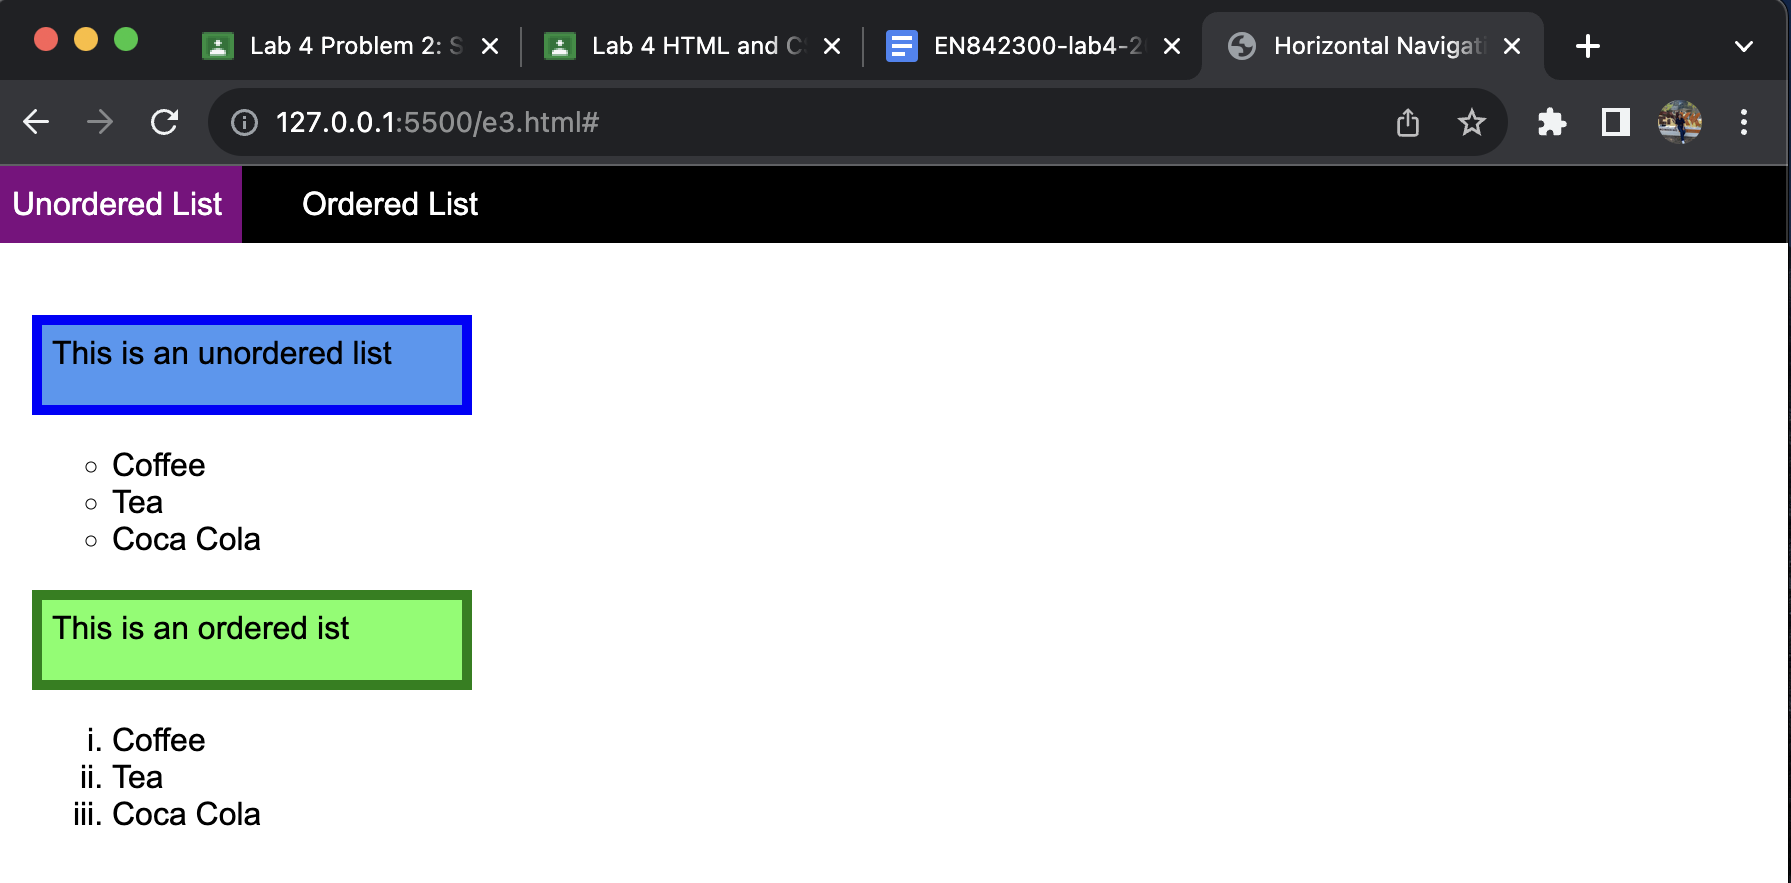 Lab 4 Problem 2: S
Lab 4 HTML and CS
EN842300-lab4-20
Horizontal Navigati
127.0.0.1:5500/e3.html#
Unordered List
Ordered List
This is an unordered list
Coffee
Tea
Coca Cola
This is an ordered ist
i. Coffee
ii. Tea
iii. Coca Cola